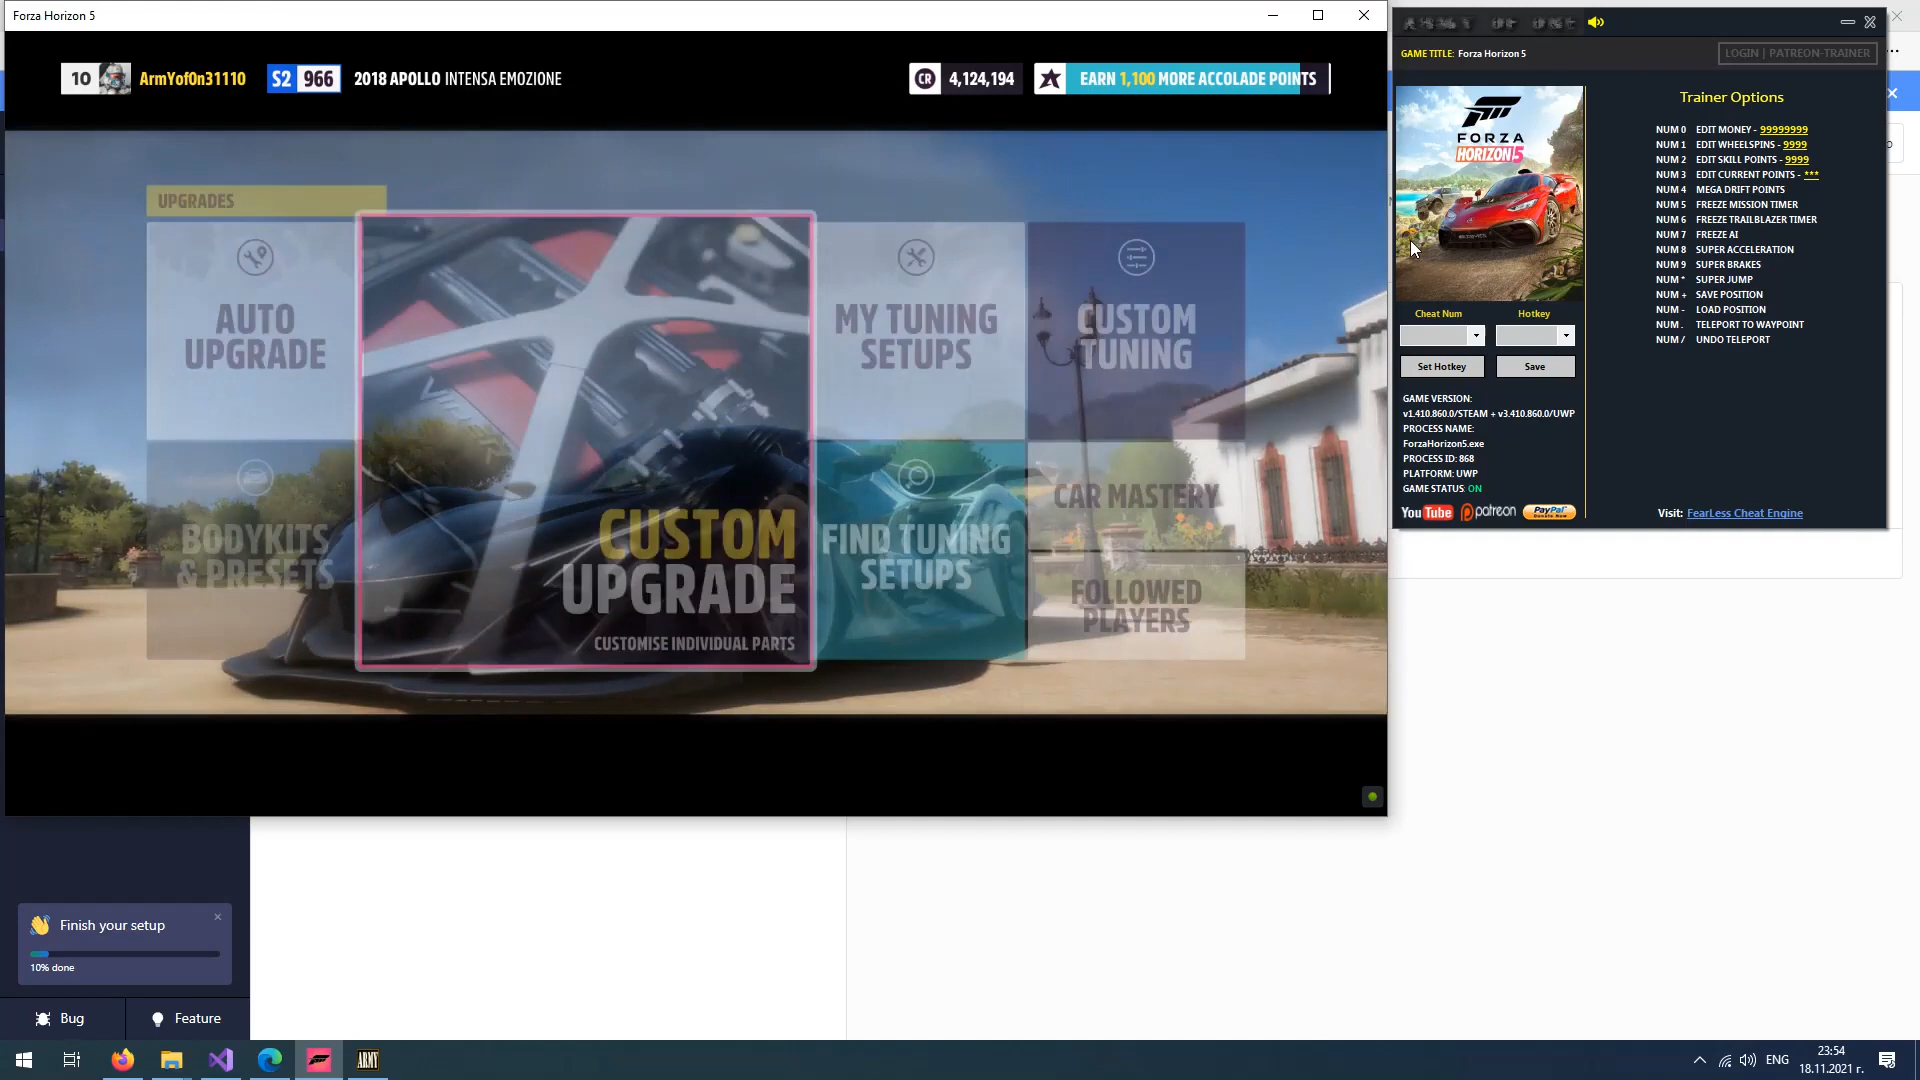 Forza Horizon 5
10 ArmYof0n31110 S2 966 2018 APOLLO INTENSA EMOZIONE
CR 4,124,194 EARN 1,100 MORE ACCOLADE POINTS
UPGRADES
AUTO
UPGRADE
CUSTOM
UPGRADE
CUSTOMISE INDIVIDUAL PARTS
MY TUNING
SETUPS
CUSTOM
TUNING
BODYKITS
& PRESETS
FIND TUNING
SETUPS
CAR MASTERY
FOLLOWED
PLAYERS
ARMY OF ONE
GAME TITLE: Forza Horizon 5
LOGIN | PATREON-TRAINER
FORZA
HORIZON 5
Trainer Options
NUM 0 EDIT MONEY - 99999999
NUM 1 EDIT WHEELSPINS - 9999
NUM 2 EDIT SKILL POINTS - 9999
NUM 3 EDIT CURRENT POINTS - ***
NUM 4 MEGA DRIFT POINTS
NUM 5 FREEZE MISSION TIMER
NUM 6 FREEZE TRAILBLAZER TIMER
NUM 7 FREEZE AI
NUM 8 SUPER ACCELERATION
NUM 9 SUPER BRAKES
NUM * SUPER JUMP
NUM + SAVE POSITION
NUM - LOAD POSITION
NUM . TELEPORT TO WAYPOINT
NUM / UNDO TELEPORT
Cheat Num Hotkey
Set Hotkey Save
GAME VERSION:
v1.410.860.0/STEAM + v3.410.860.0/UWP
PROCESS NAME:
ForzaHorizon5.exe
PROCESS ID: 868
PLATFORM: UWP
GAME STATUS: ON
YouTube patreon PayPal
Donate Now
Visit: FearLess Cheat Engine
Finish your setup
10% done
Bug Feature
ARMY
ENG
23:54
18.11.2021 г.